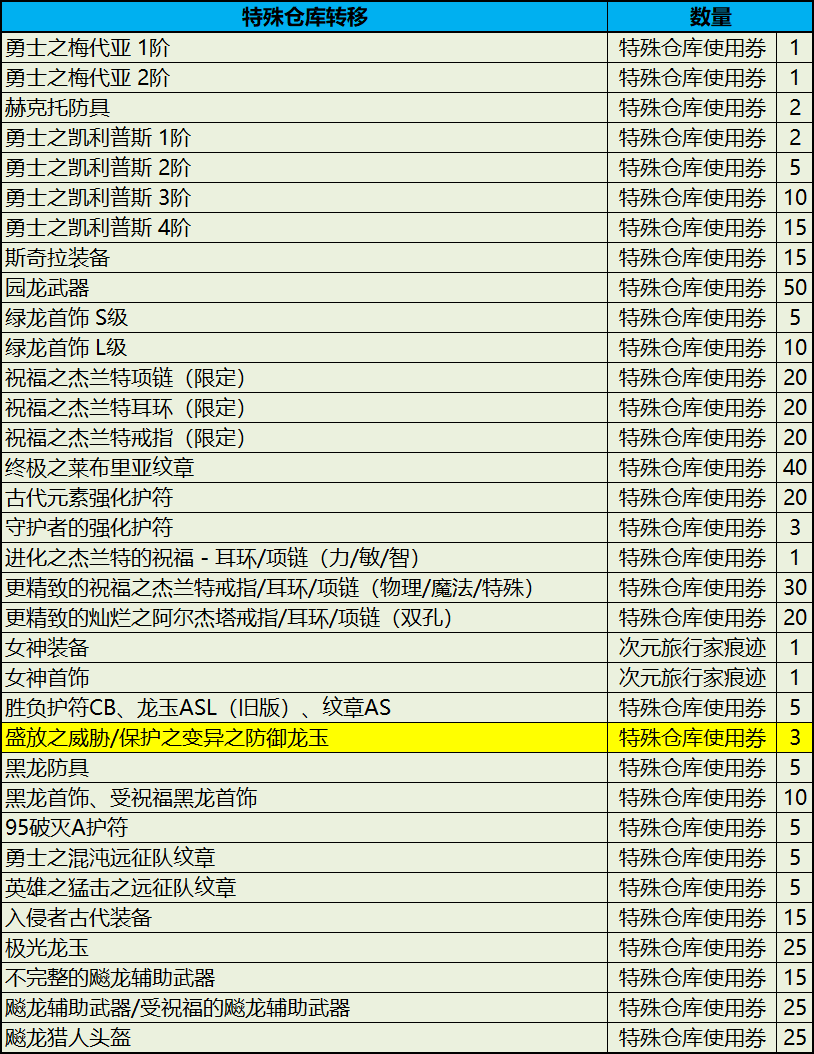 特殊仓库转移 数量
勇士之梅代亚 1阶 特殊仓库使用券 1
勇士之梅代亚 2阶 特殊仓库使用券 1
赫克托防具 特殊仓库使用券 2
勇士之凯利普斯 1阶 特殊仓库使用券 2
勇士之凯利普斯 2阶 特殊仓库使用券 5
勇士之凯利普斯 3阶 特殊仓库使用券 10
勇士之凯利普斯 4阶 特殊仓库使用券 15
斯奇拉装备 特殊仓库使用券 15
园龙武器 特殊仓库使用券 50
绿龙首饰 S级 特殊仓库使用券 5
绿龙首饰 L级 特殊仓库使用券 10
祝福之杰兰特项链（限定） 特殊仓库使用券 20
祝福之杰兰特耳环（限定） 特殊仓库使用券 20
祝福之杰兰特戒指（限定） 特殊仓库使用券 20
终极之莱布里亚纹章 特殊仓库使用券 40
古代元素强化护符 特殊仓库使用券 20
守护者的强化护符 特殊仓库使用券 3
进化之杰兰特的祝福 - 耳环/项链（力/敏/智） 特殊仓库使用券 1
更精致的祝福之杰兰特戒指/耳环/项链（物理/魔法/特殊） 特殊仓库使用券 30
更精致的灿烂之阿尔杰塔戒指/耳环/项链（双孔） 特殊仓库使用券 20
女神装备 次元旅行家痕迹 1
女神首饰 次元旅行家痕迹 1
胜负护符CB、龙玉ASL（旧版）、纹章AS 特殊仓库使用券 5
盛放之威胁/保护之变异之防御龙玉 特殊仓库使用券 3
黑龙防具 特殊仓库使用券 5
黑龙首饰、受祝福黑龙首饰 特殊仓库使用券 10
95破灭A护符 特殊仓库使用券 5
勇士之混沌远征队纹章 特殊仓库使用券 5
英雄之猛击之远征队纹章 特殊仓库使用券 5
入侵者古代装备 特殊仓库使用券 15
极光龙玉 特殊仓库使用券 25
不完整的飚龙辅助武器 特殊仓库使用券 15
飚龙辅助武器/受祝福的飚龙辅助武器 特殊仓库使用券 25
飚龙猎人头盔 特殊仓库使用券 25